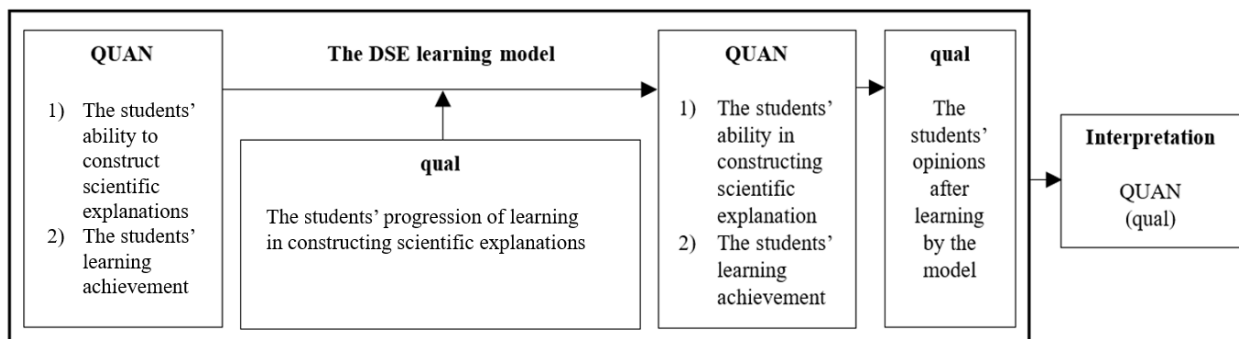 QUAN
1) The students’
ability to
construct
scientific
explanations
2) The students’
learning
achievement
The DSE learning model
qual
The students’ progression of learning
in constructing scientific explanations
QUAN
1) The students’
ability in
constructing
scientific
explanation
2) The students’
learning
achievement
qual
The
students’
opinions
after
learning
by the
model
Interpretation
QUAN
(qual)